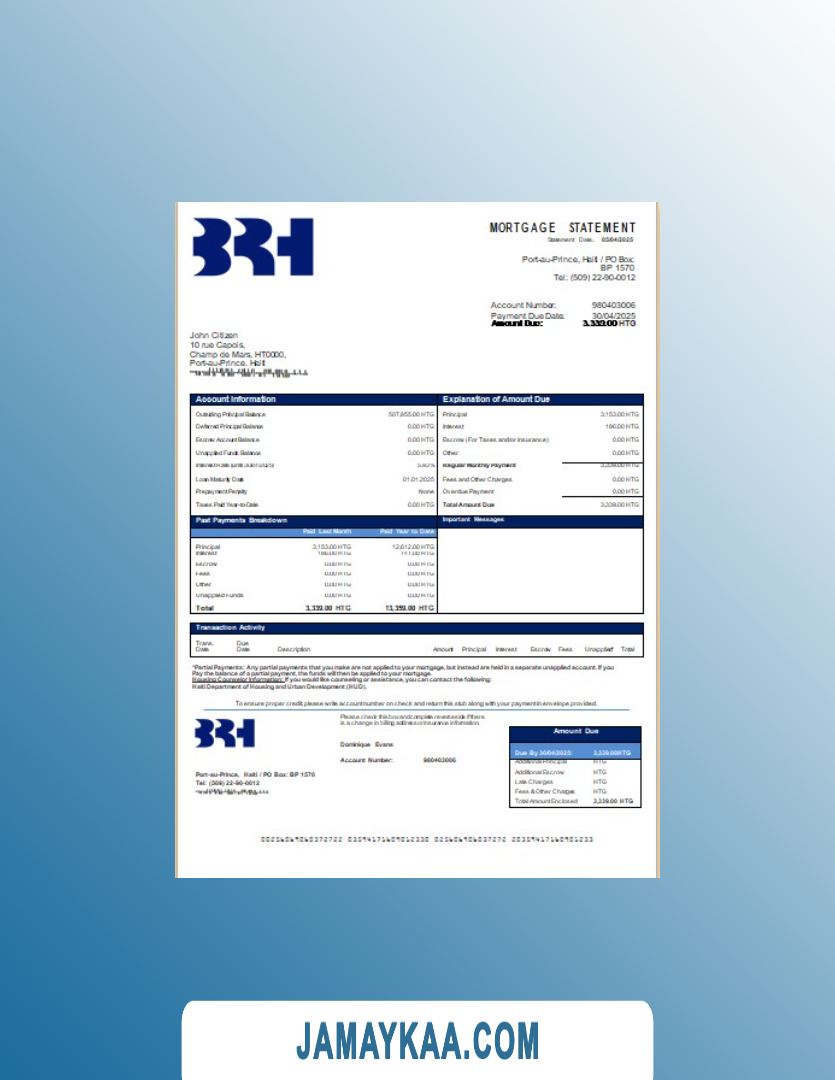 BRH
MORTGAGE STATEMENT
Statement Date: 05/04/2025
Port-au-Prince, Haiti / PO Box:
BP 1570
Tel: (509) 22-90-0012
Account Number: 980403006
Payment Due Date: 30/04/2025
Amount Due: 3,339.00 HTG
John Citizen
10 rue Capois,
Champ de Mars, HT0000,
Port-au-Prince, Haiti
Account Information
Outsiding Principal Balance 507,855.00 HTG
Deferred Principal Balance 0.00 HTG
Escrow Account Balance 0.00 HTG
Unapplied Funds Balance 0.00 HTG
Loan Maturity Date 01.01.2025
Prepayment Penalty None
Taxes Paid Year-to-Date 0.00 HTG
Explanation of Amount Due
Principal 3,153.00 HTG
Interest 186.00 HTG
Escrow (For Taxes and/or Insurance) 0.00 HTG
Other 0.00 HTG
Regular Monthly Payment 3,339.00 HTG
Fees and Other Charges 0.00 HTG
Overdue Payment 0.00 HTG
Total Amount Due 3,339.00 HTG
Past Payments Breakdown
Paid Last Month Paid Year to Date
Principal 3,153.00 HTG 12,612.00 HTG
Interest 186.00 HTG
Escrow 0.00 HTG 0.00 HTG
Fees 0.00 HTG 0.00 HTG
Other 0.00 HTG 0.00 HTG
Unapplied Funds 0.00 HTG 0.00 HTG
Total 3,339.00 HTG 13,359.00 HTG
Important Messages
Transaction Activity
Trans. Date Due Date Description Amount Principal Interest Escrow Fees Unapplied Total
*Partial Payments: Any partial payments that you make are not applied to your mortgage, but instead are held in a separate unapplied account. If you
Pay the balance of a partial payment, the funds will then be applied to your mortgage.
Housing Counselor Information: If you would like counseling or assistance, you can contact the following:
Haiti Department of Housing and Urban Development (HUD).
To ensure proper credit, please write account number on check and return this stub along with your payment in envelope provided.
BRH
Please check this box and complete reverse side if there
is a change in billing address or insurance information.
Dominique Evans
Account Number: 980403006
Port-au-Prince, Haiti / PO Box: BP 1570
Tel: (509) 22-90-0012
Amount Due
Due By 30/04/2025: 3,339.00HTG
Additional Principal HTG
Additional Escrow HTG
Late Charges HTG
Fees & Other Charges HTG
Total Amount Enclosed 3,339.00 HTG
JAMAYKAA.COM